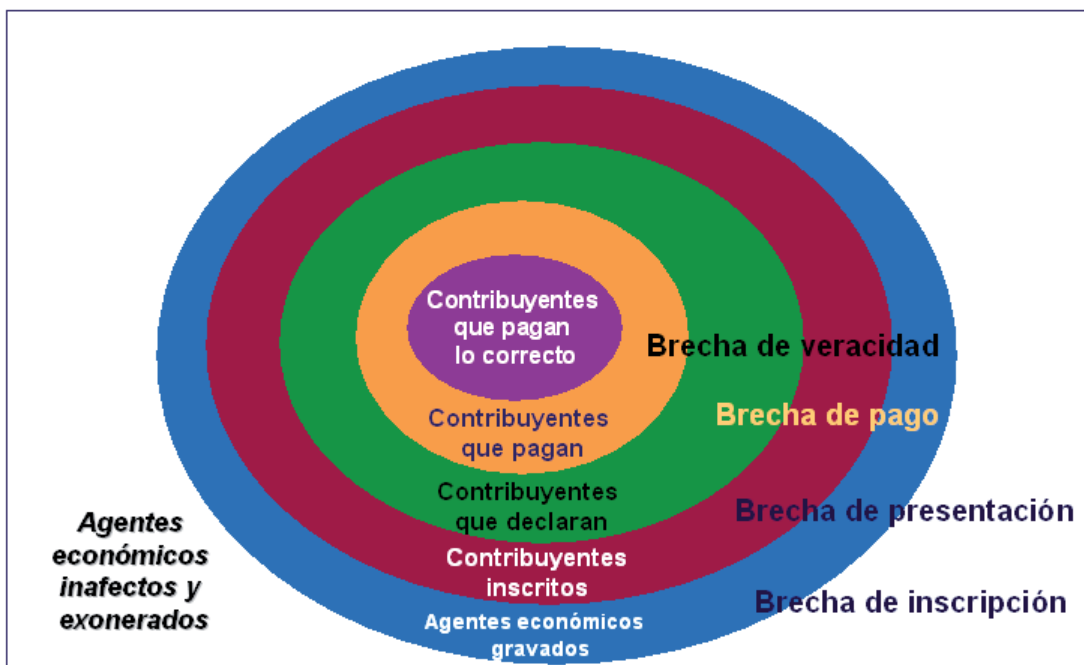 Contribuyentes
que pagan
lo correcto
Brecha de veracidad
Contribuyentes
que pagan
Brecha de pago
Contribuyentes
que declaran
Brecha de presentación
Agentes
económicos
inafectos y
exonerados
Contribuyentes
inscritos
Brecha de inscripción
Agentes económicos
gravados